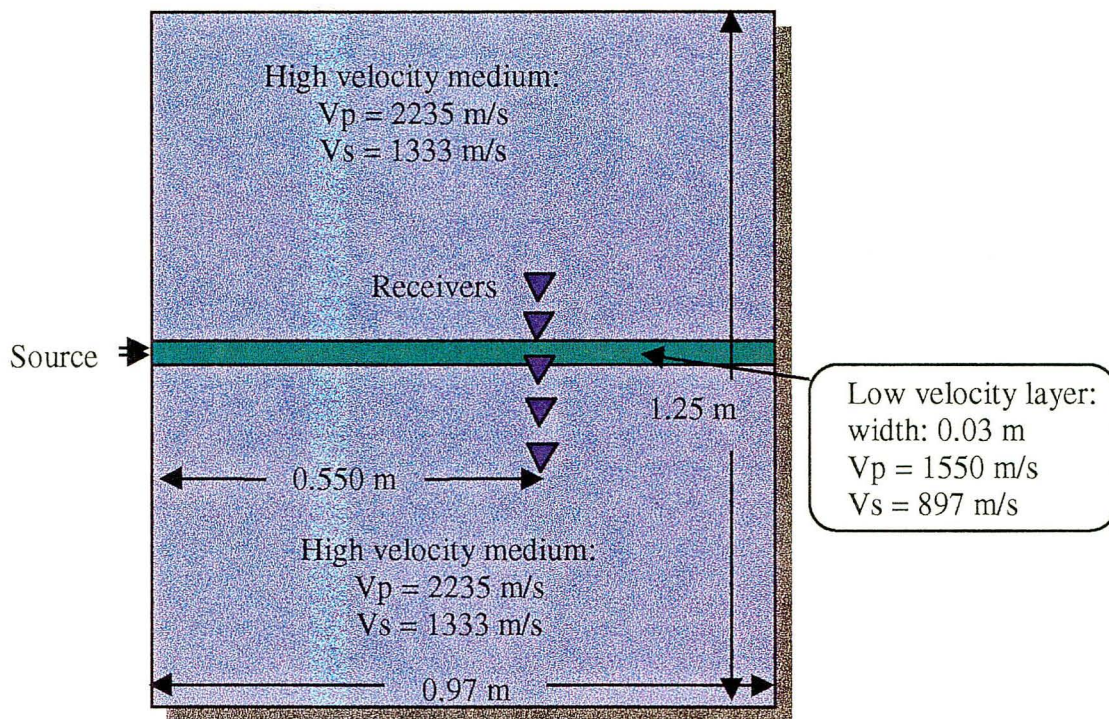 High velocity medium:
Vp = 2235 m/s
Vs = 1333 m/s
Receivers
Source
1.25 m
Low velocity layer:
width: 0.03 m
Vp = 1550 m/s
Vs = 897 m/s
0.550 m
High velocity medium:
Vp = 2235 m/s
Vs = 1333 m/s
0.97 m